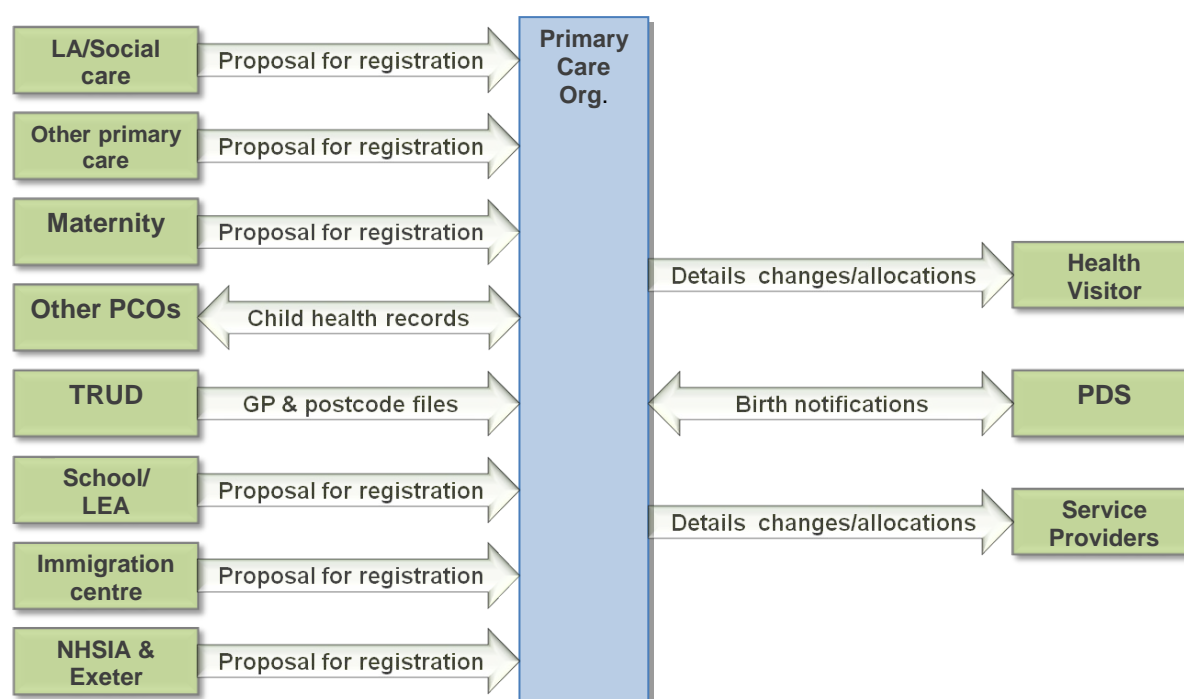 LA/Social
care
Proposal for registration
Primary
Care
Org.
Other primary
care
Proposal for registration
Maternity
Proposal for registration
Details changes/allocations
Health
Visitor
Other PCOs
Child health records
TRUD
GP & postcode files
Birth notifications
PDS
School/
LEA
Proposal for registration
Details changes/allocations
Service
Providers
Immigration
centre
Proposal for registration
NHSIA &
Exeter
Proposal for registration